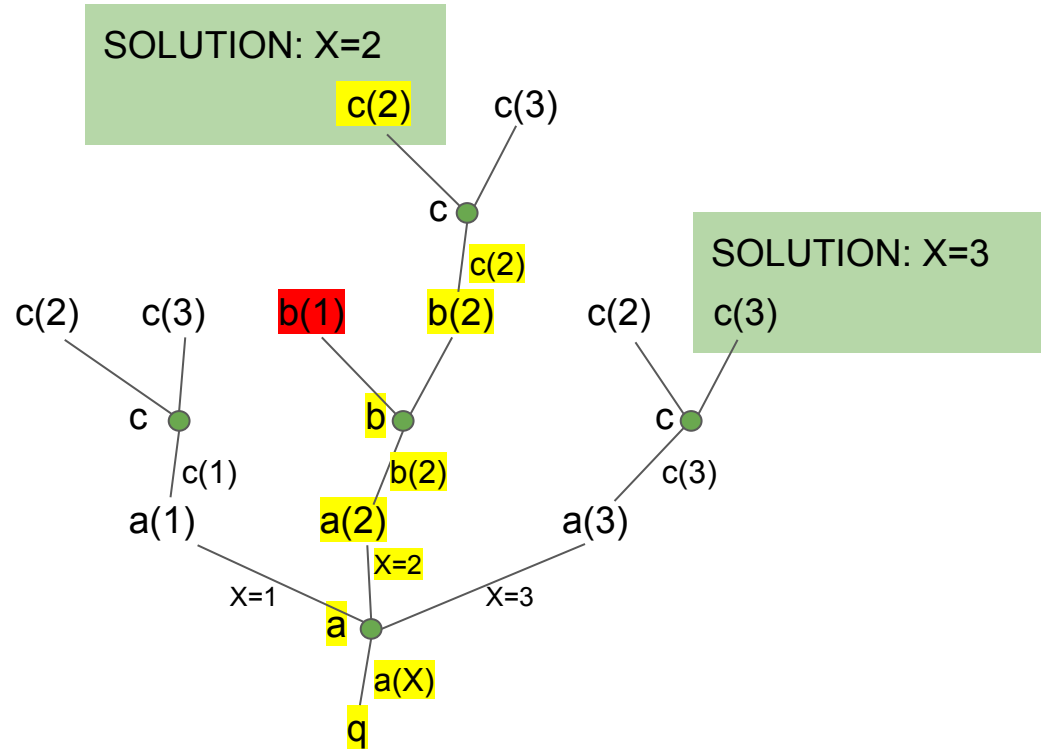 SOLUTION: X=2
c(2) c(3)
c
c(2)
SOLUTION: X=3
c(2) c(3) b(1) b(2) c(2) c(3)
c b c
c(1) b(2) c(3)
a(1) a(2) a(3)
X=2
X=1 X=3
a
a(X)
q